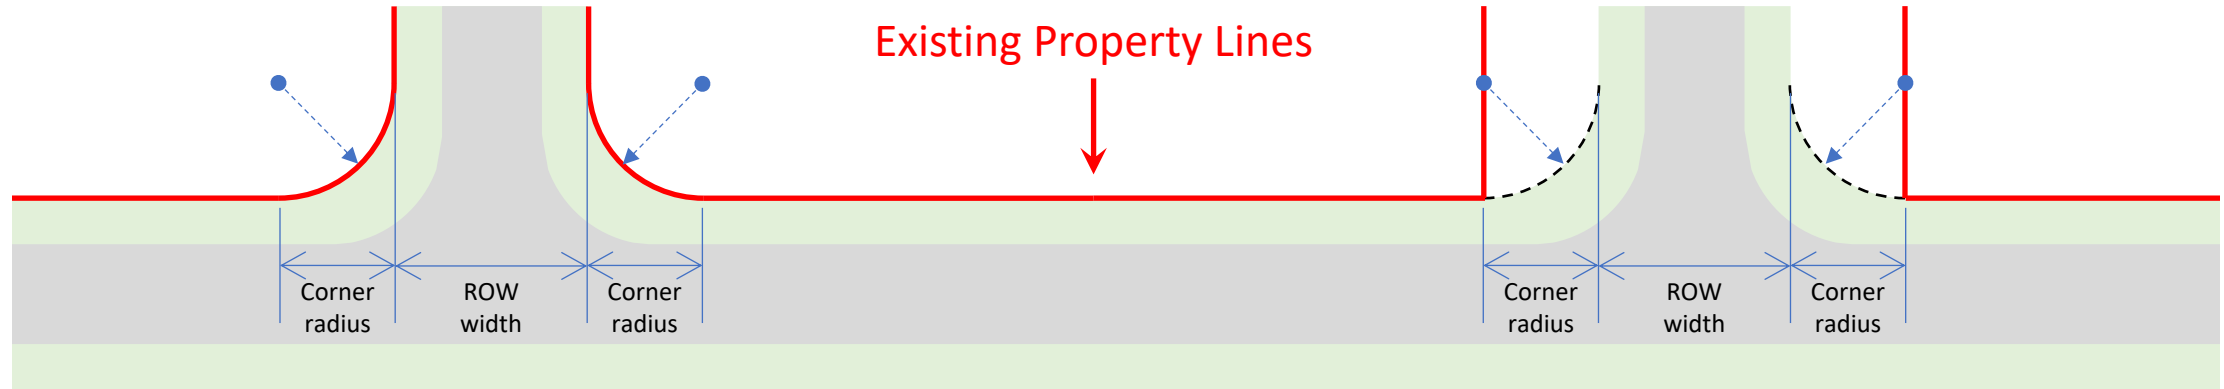 Existing Property Lines
Corner
radius
ROW
width
Corner
radius
Corner
radius
ROW
width
Corner
radius